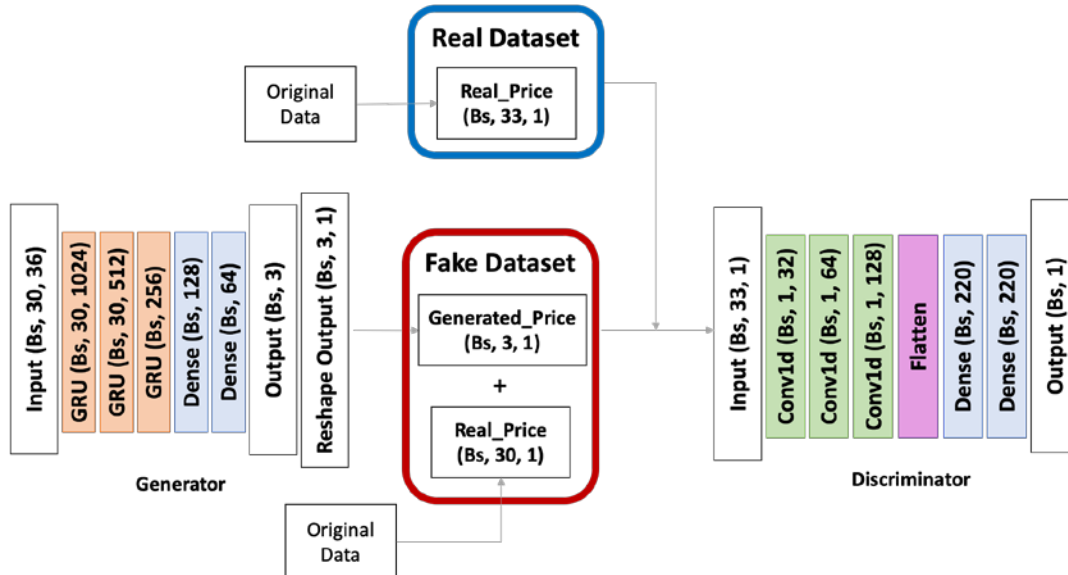 Real Dataset
Original
Data
Real_Price
(Bs, 33, 1)
Input (Bs, 30, 36)
GRU (Bs, 30, 1024)
GRU (Bs, 30, 512)
GRU (Bs, 256)
Dense (Bs, 128)
Dense (Bs, 64)
Output (Bs, 3)
Reshape Output (Bs, 3, 1)
Generator
Fake Dataset
Generated_Price
(Bs, 3, 1)
+
Real_Price
(Bs, 30, 1)
Original
Data
Input (Bs, 33, 1)
Conv1d (Bs, 1, 32)
Conv1d (Bs, 1, 64)
Conv1d (Bs, 1, 128)
Flatten
Dense (Bs, 220)
Dense (Bs, 220)
Output (Bs, 1)
Discriminator